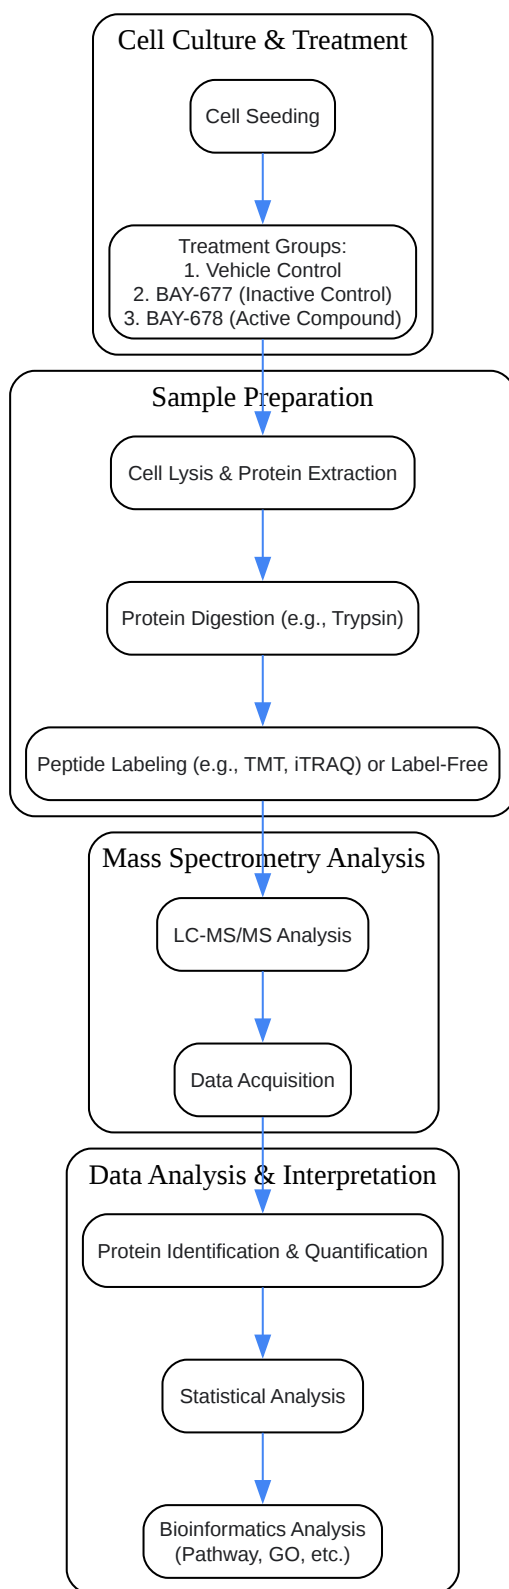 Cell Culture & Treatment
Cell Seeding
Treatment Groups:
1. Vehicle Control
2. BAY-677 (Inactive Control)
3. BAY-678 (Active Compound)
Sample Preparation
Cell Lysis & Protein Extraction
Protein Digestion (e.g., Trypsin)
Peptide Labeling (e.g., TMT, iTRAQ) or Label-Free
Mass Spectrometry Analysis
LC-MS/MS Analysis
Data Acquisition
Data Analysis & Interpretation
Protein Identification & Quantification
Statistical Analysis
Bioinformatics Analysis
(Pathway, GO, etc.)